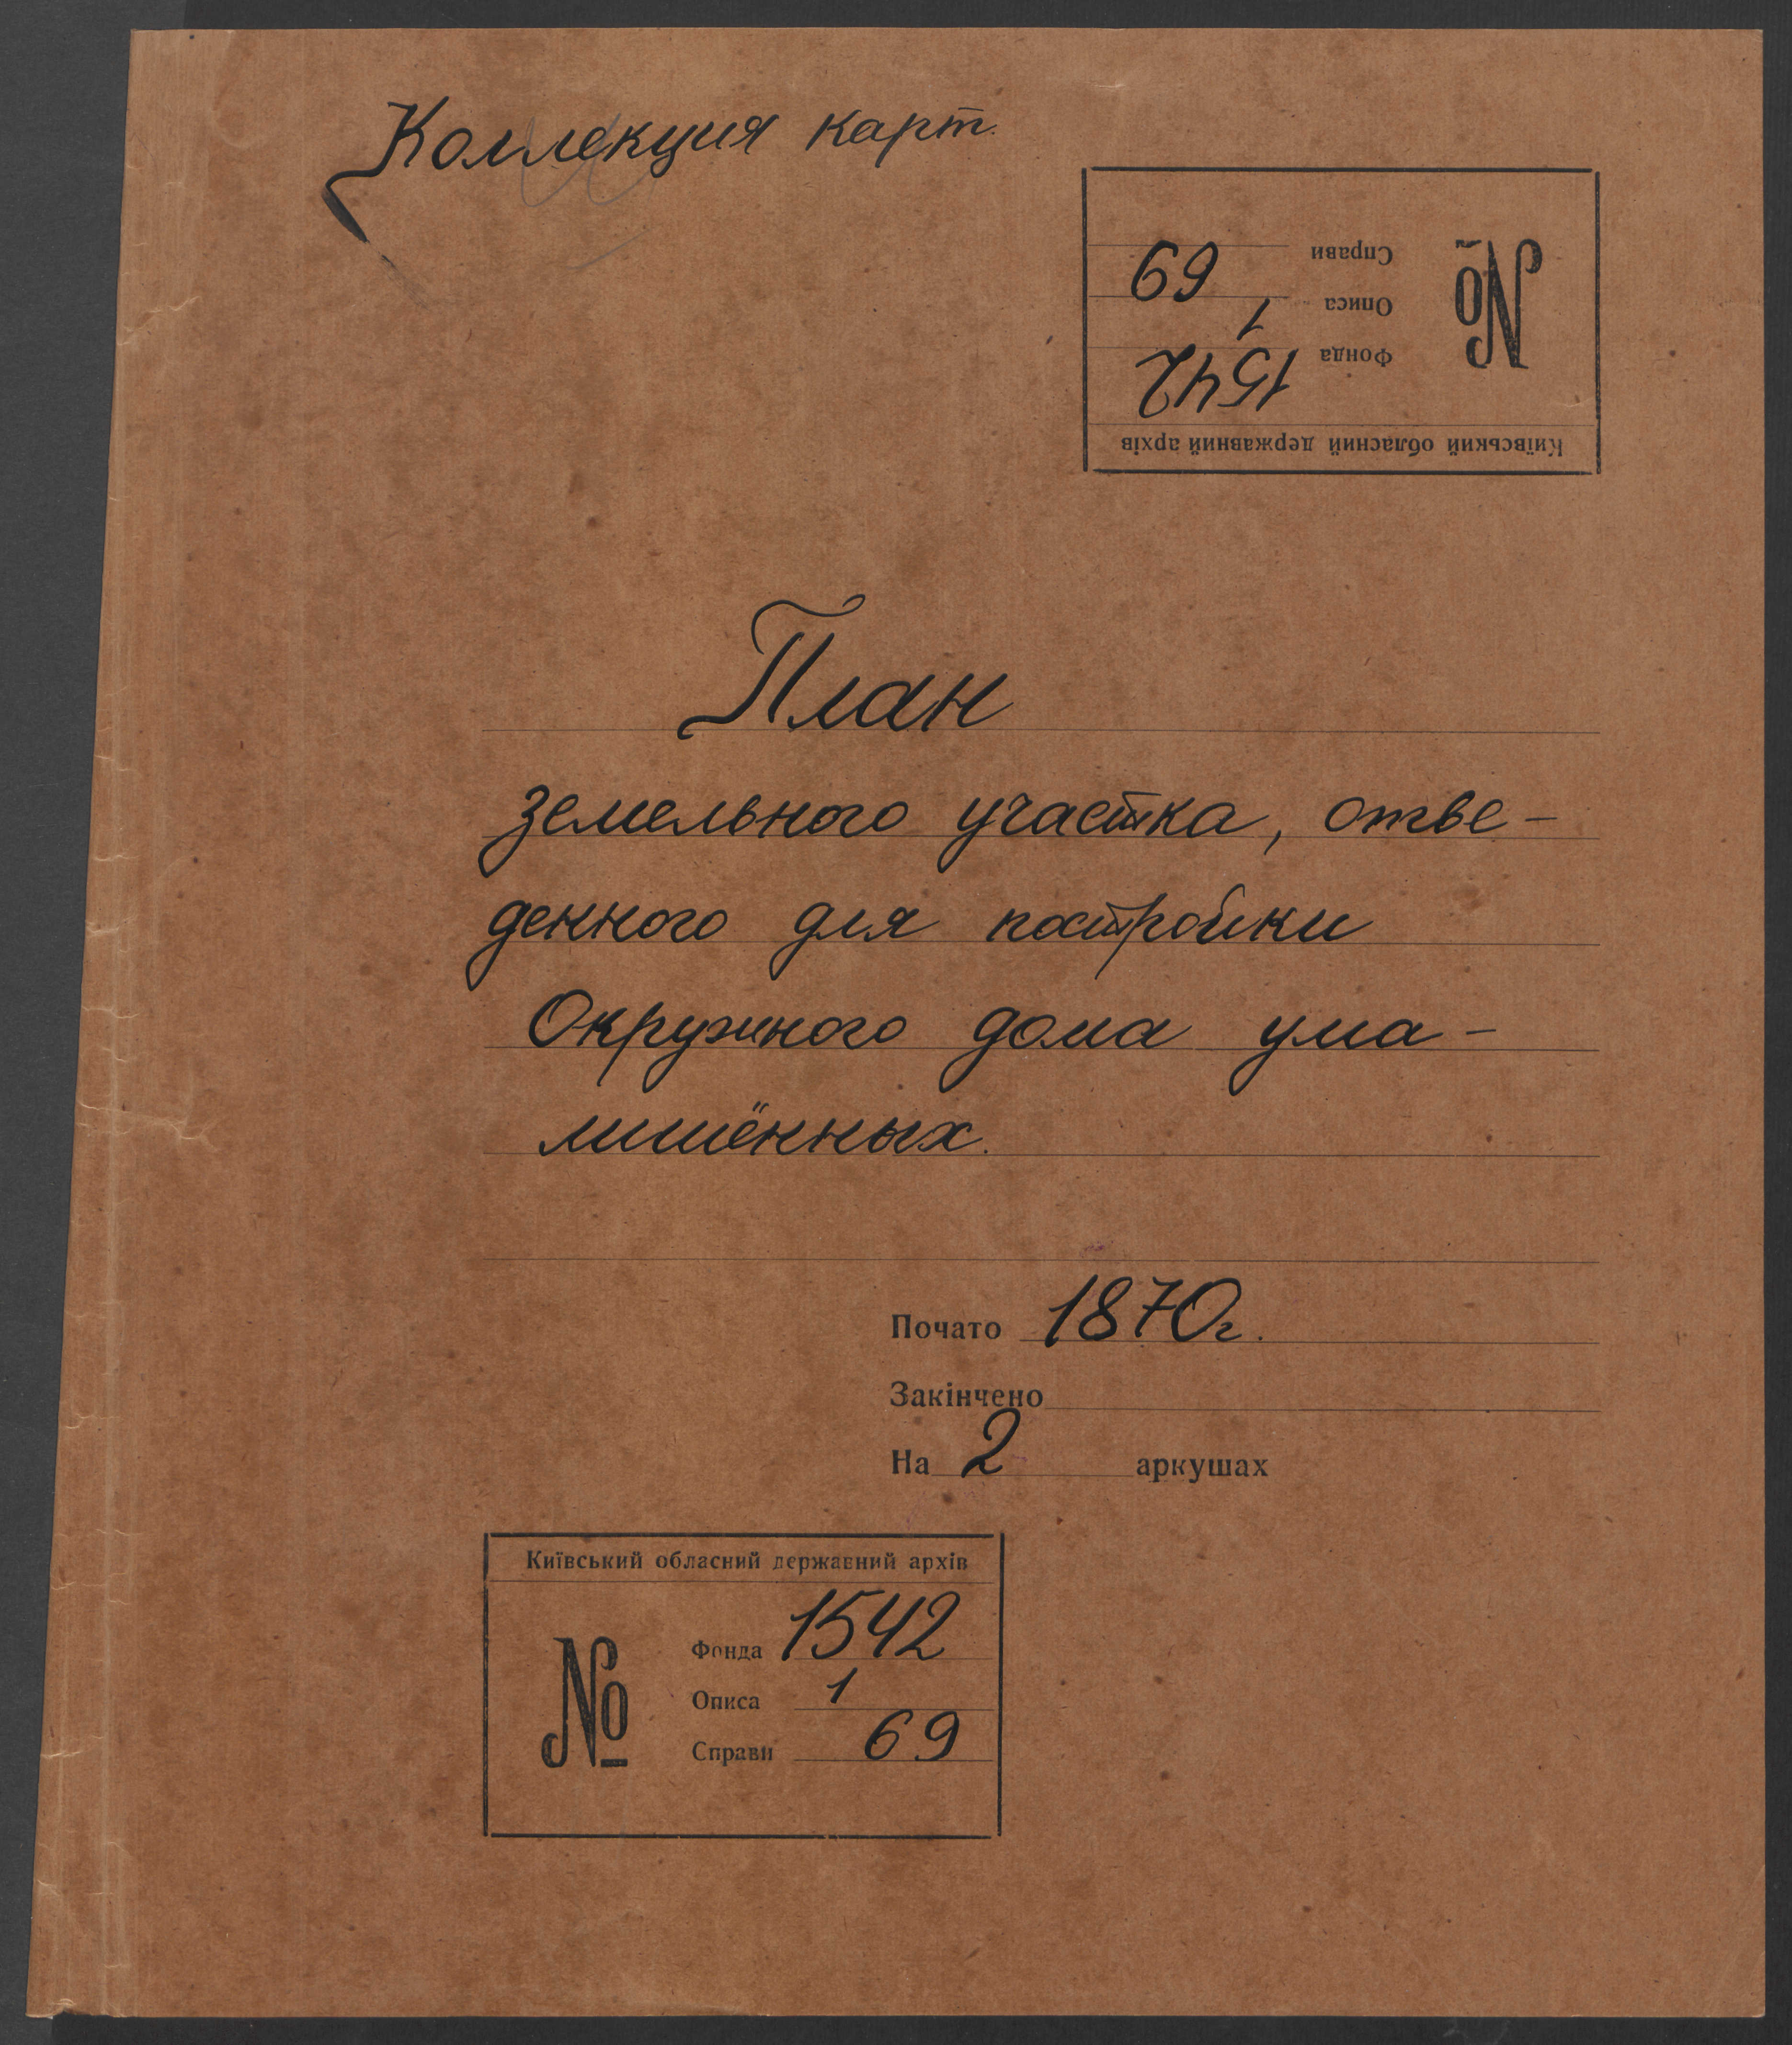 Коллекция карт.
Київський обласний державний архів
№
Фонда 1542
Описа 1
Справи 69
План
земельного участка, отве-
денного для постройки
Окружного дома ума-
лишённых.
Почато 1870г.
Закінчено
На 2 аркушах
Київський обласний державний архів
№
Фонда 1542
Описа 1
Справи 69